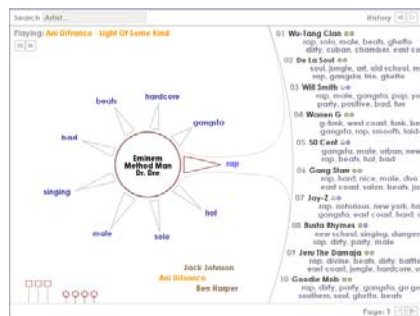 Search Artist...
History
Playing: Ani Difranco - Light Of Some Kind
hardcore
beats
gangsta
bad
Eminem
Method Man
Dr. Dre
rap
singing
hot
male
solo
Jack Johnson
Ani Difranco
Ben Harper
01 Wu-Tang Clan
rap, solo, male, beats, ghetto
dirty, cuban, chamber, east co
02 De La Soul
soul, jungle, art, old school, m
rap, gangsta, trio, ghetto
03 Will Smith
rap, male, gangsta, pop, yo
party, positive, bad, fun
04 Warren G
g-funk, west coast, funk, be
gangsta, rap, smooth, laid
05 50 Cent
gangsta, male, urban, new
rap, beats, just, bad
06 Gang Starr
rap, hard, nice, male, duo
east coast, salon, beats, ja
07 Jay-Z
rap, notorious, new york, h
gangsta, east coast, hard,
08 Busta Rhymes
new school, singing, danger
rap, dirty, party, male
09 Jeru The Damaja
rap, divine, beats, dirty, battle
east coast, jungle, hardcore,
10 Goodie Mob
rap, dirty, party, gangsta, go go
southern, soul, ghetto, beats
Page: 1